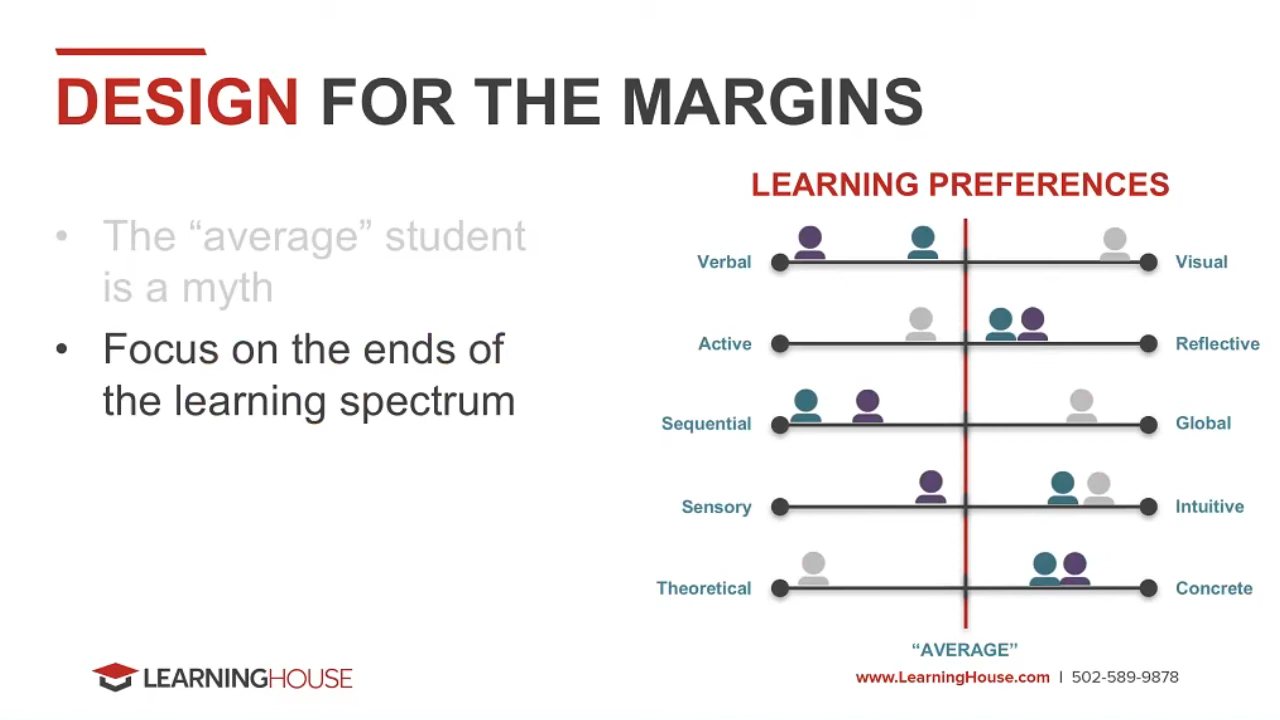 DESIGN FOR THE MARGINS
• The “average” student
is a myth
• Focus on the ends of
the learning spectrum
LEARNING PREFERENCES
Verbal Visual
Active Reflective
Sequential Global
Sensory Intuitive
Theoretical Concrete
“AVERAGE”
LEARNINGHOUSE
www.LearningHouse.com | 502-589-9878